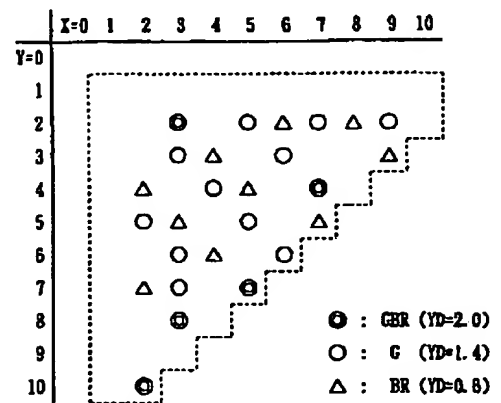 X=0 1 2 3 4 5 6 7 8 9 10
Y=0
1
2
3
4
5
6
7
8
9
10
◎ : GBR (YD=2.0)
○ : G (YD=1.4)
△ : BR (YD=0.8)